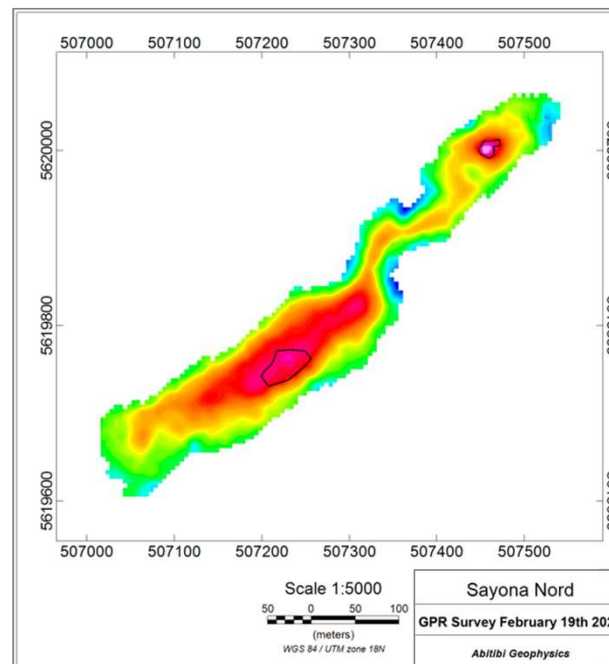 507000 507100 507200 507300 507400 507500
5620000
5619800
5619600
507000 507100 507200 507300 507400 507500
Scale 1:5000
50 0 50 100
(meters)
WGS 84 / UTM zone 18N
Sayona Nord
GPR Survey February 19th 202
Abitibi Geophysics